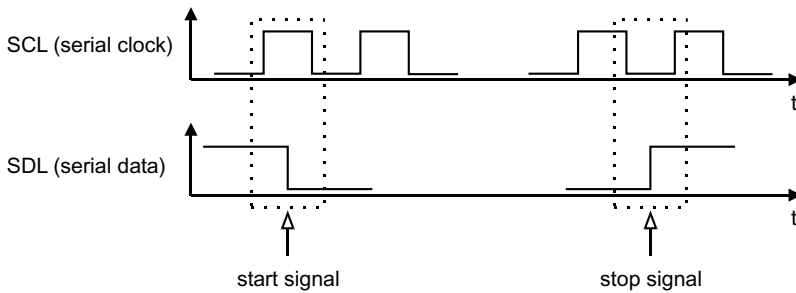 SCL (serial clock)
t
SDL (serial data)
t
start signal
stop signal